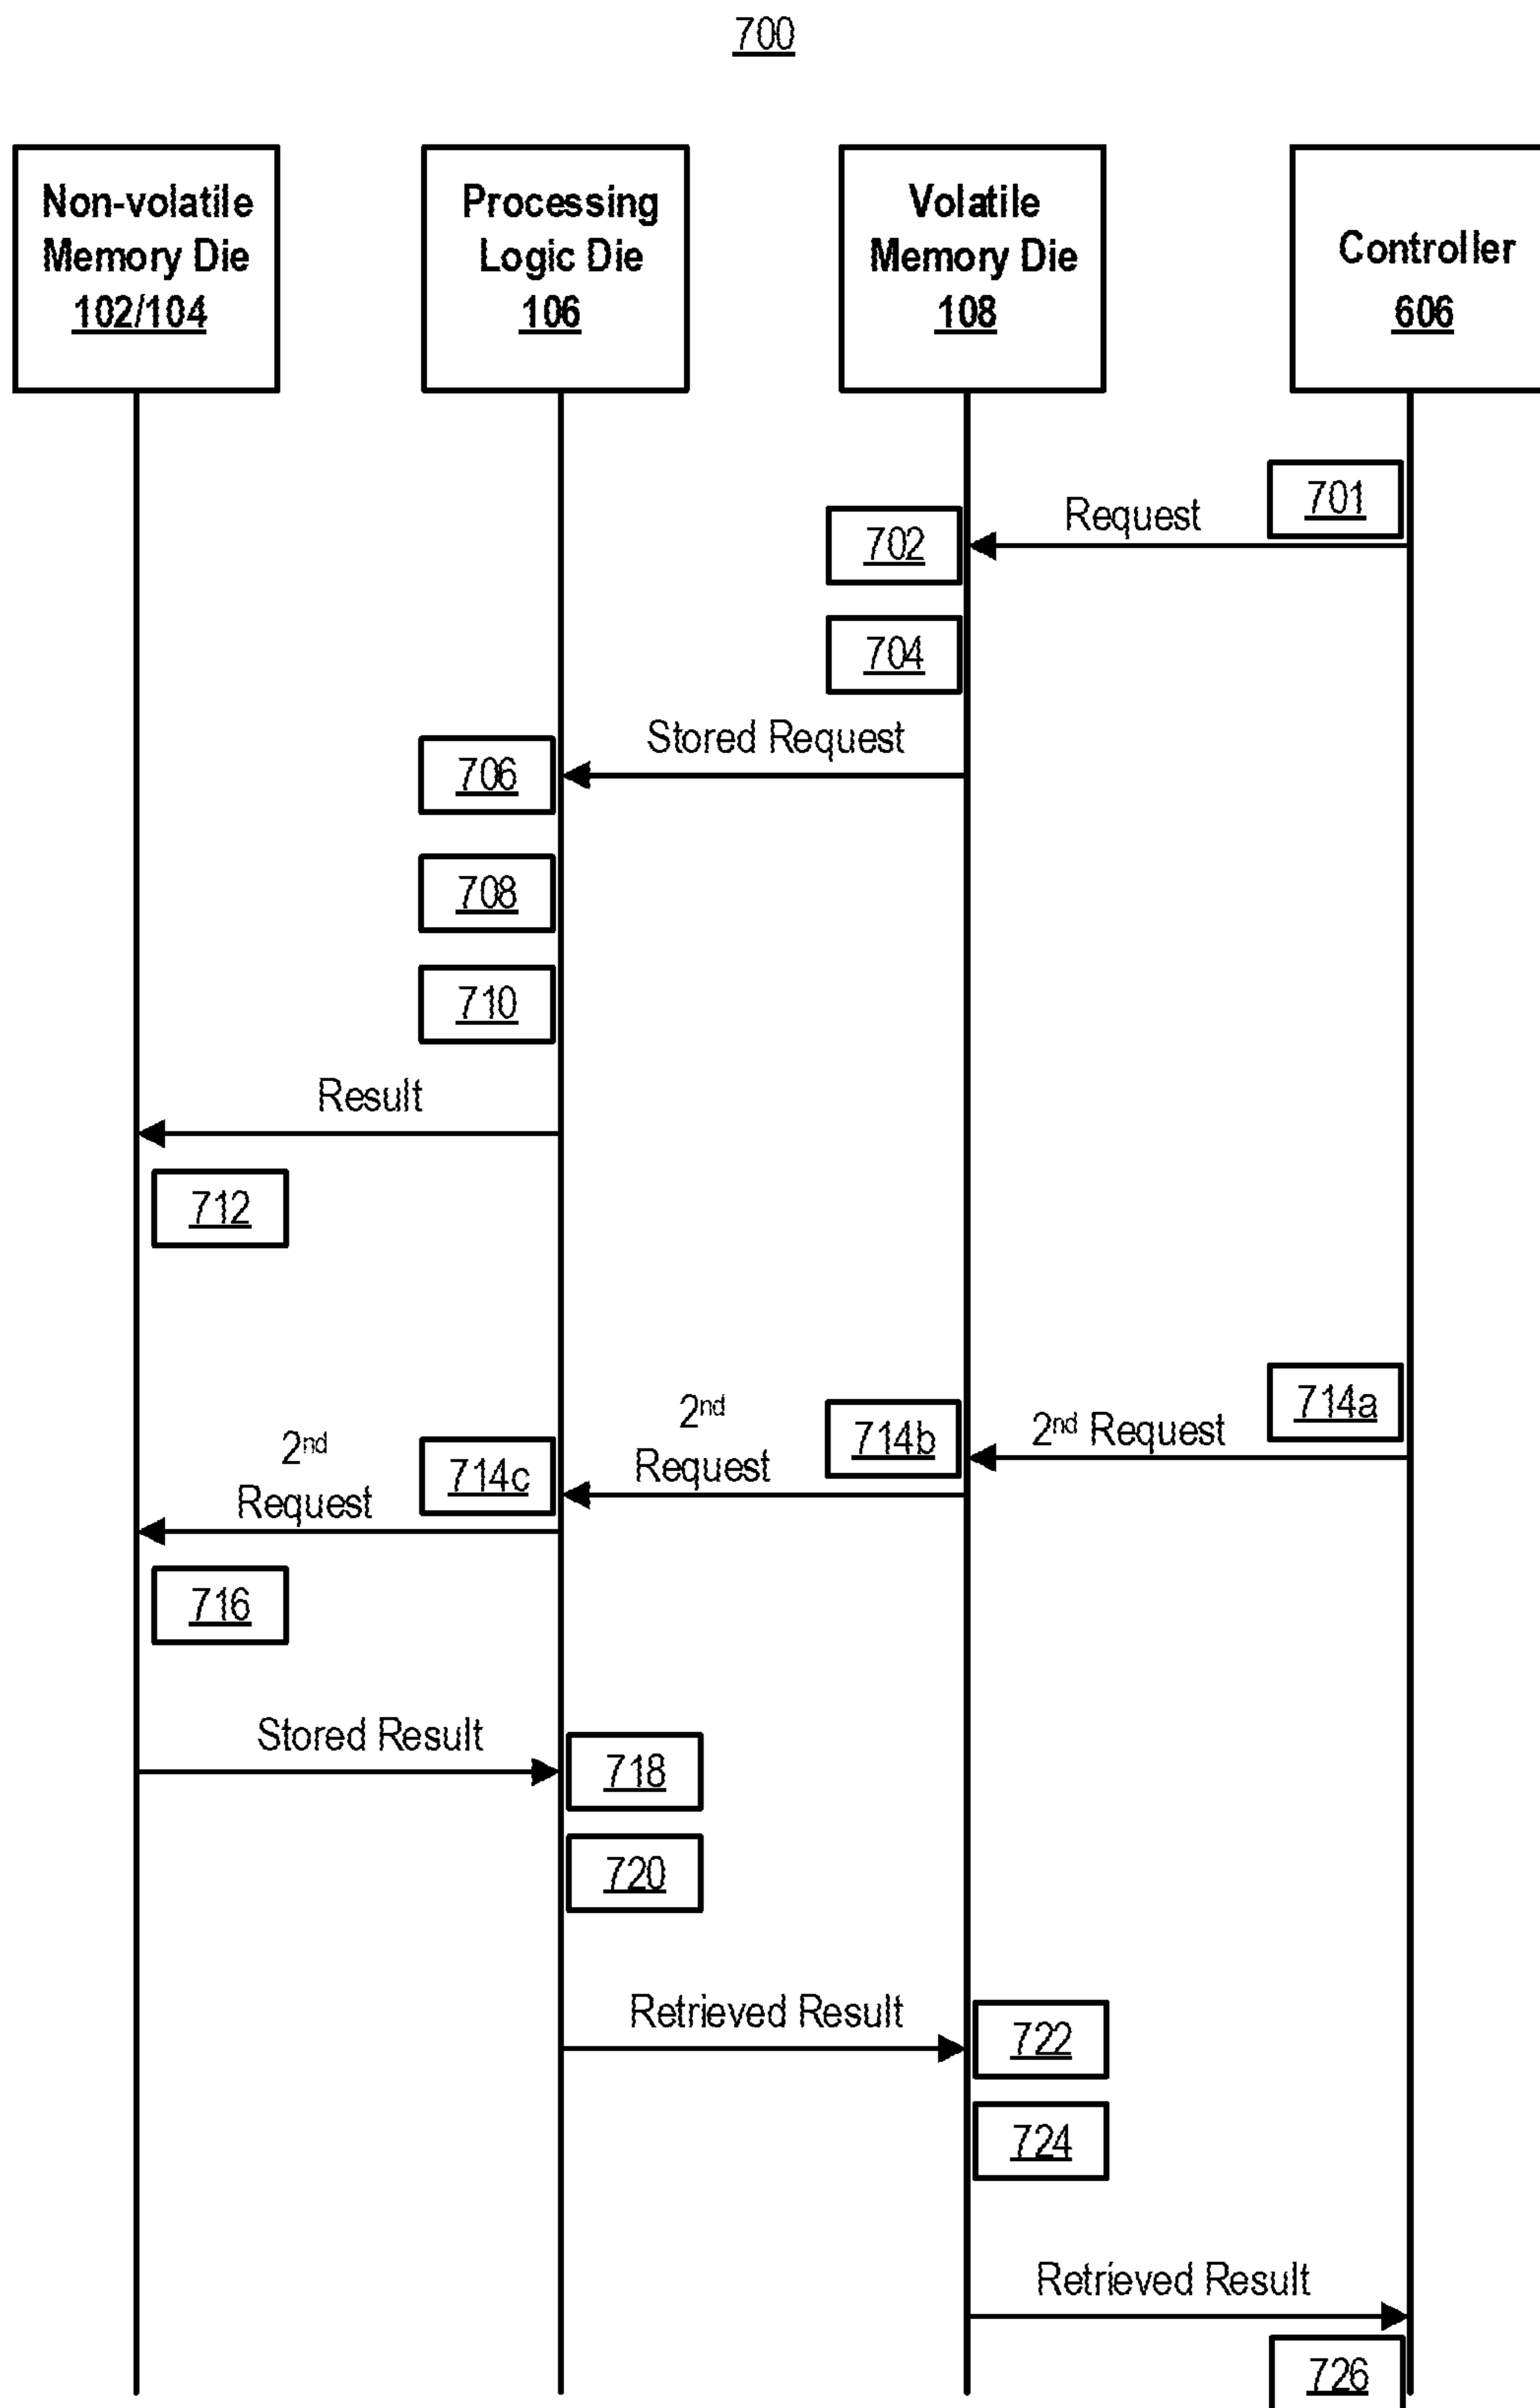 700
Non-volatile
Memory Die
102/104
Processing
Logic Die
106
Volatile
Memory Die
108
Controller
606
701
Request
702
704
Stored Request
706
708
710
Result
712
714a
2nd Request
714b
2nd
Request
714c
2nd
Request
716
Stored Result
718
720
Retrieved Result
722
724
Retrieved Result
726